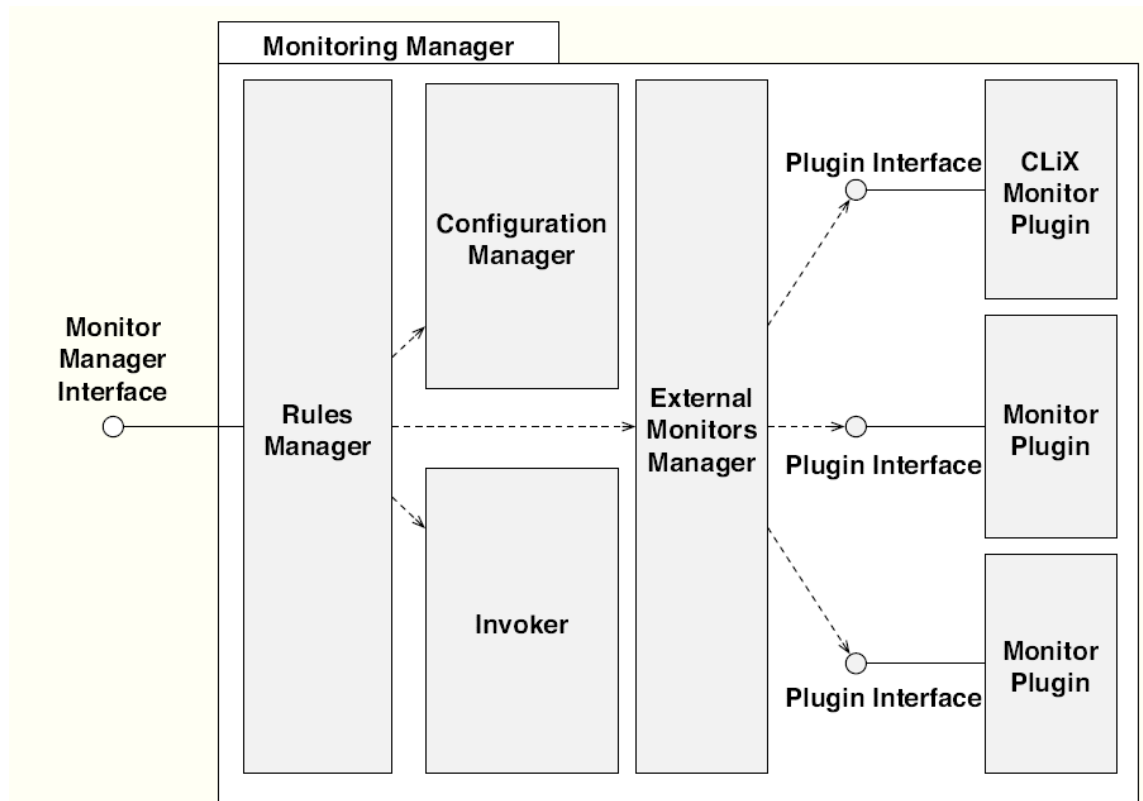 Monitoring Manager
Monitor
Manager
Interface
Rules
Manager
Configuration
Manager
Invoker
External
Monitors
Manager
Plugin Interface
CLiX
Monitor
Plugin
Plugin Interface
Monitor
Plugin
Plugin Interface
Monitor
Plugin